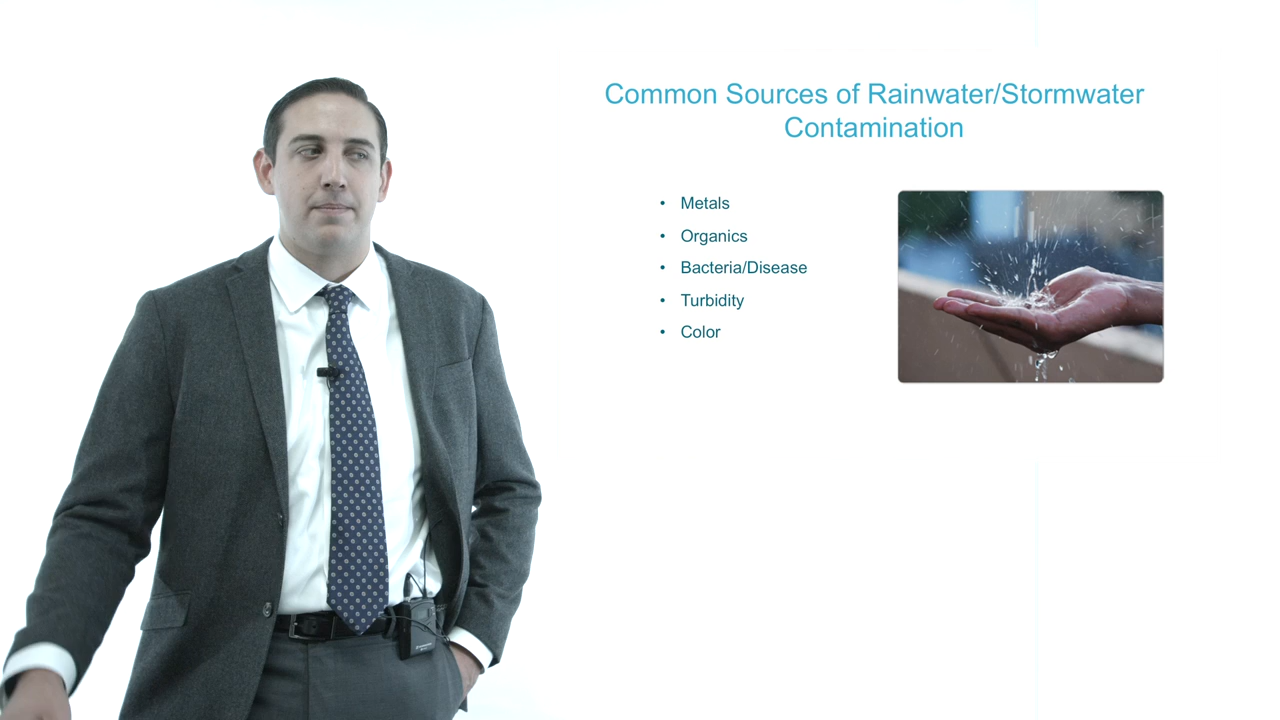 Common Sources of Rainwater/Stormwater
Contamination
• Metals
• Organics
• Bacteria/Disease
• Turbidity
• Color